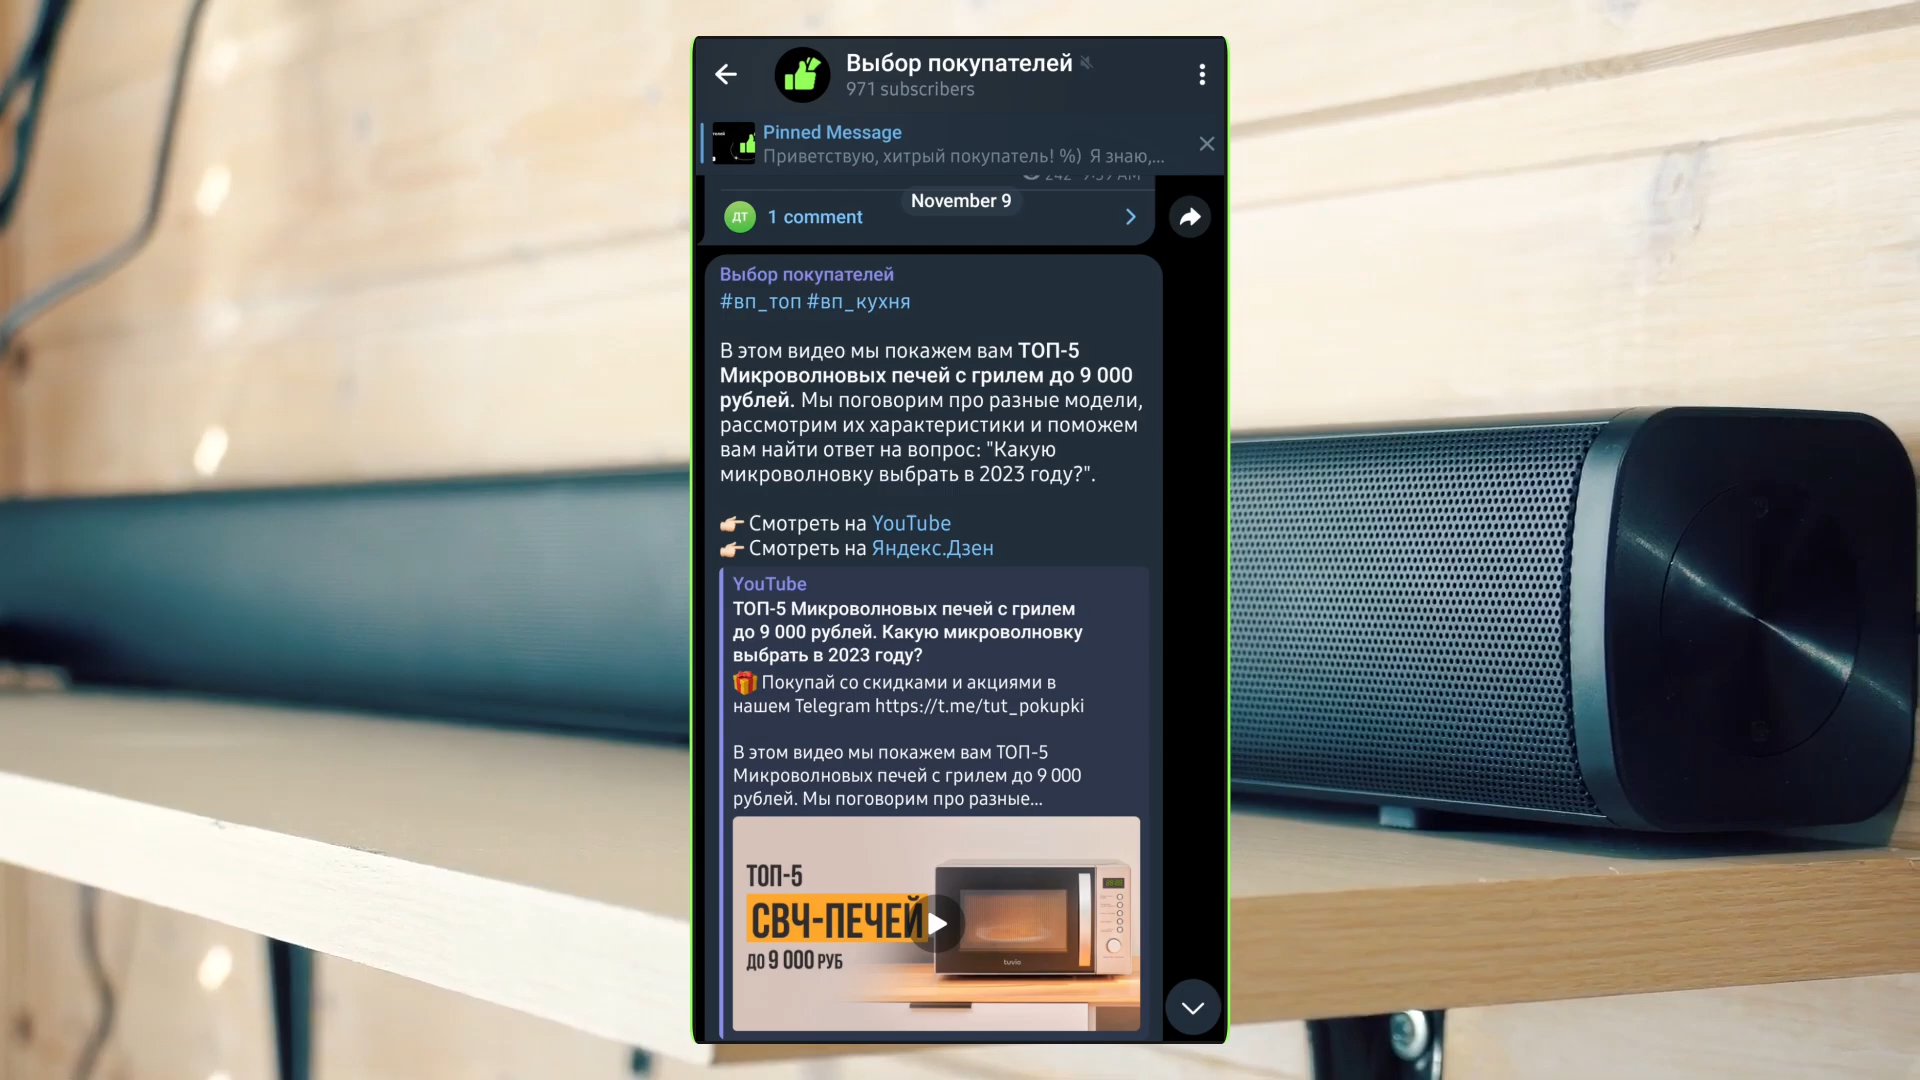 Выбор покупателей
971 subscribers
Pinned Message
Приветствую, хитрый покупатель! %) Я знаю,...
November 9
ДТ
1 comment
Выбор покупателей
#вп_топ #вп_кухня
В этом видео мы покажем вам ТОП-5
Микроволновых печей с грилем до 9 000
рублей. Мы поговорим про разные модели,
рассмотрим их характеристики и поможем
вам найти ответ на вопрос: "Какую
микроволновку выбрать в 2023 году?".
👉🏻 Смотреть на YouTube
👉🏻 Смотреть на Яндекс.Дзен
YouTube
ТОП-5 Микроволновых печей с грилем
до 9 000 рублей. Какую микроволновку
выбрать в 2023 году?
🎁 Покупай со скидками и акциями в
нашем Telegram https://t.me/tut_pokupki
В этом видео мы покажем вам ТОП-5
Микроволновых печей с грилем до 9 000
рублей. Мы поговорим про разные...
ТОП-5
СВЧ-ПЕЧЕЙ
ДО 9 000 РУБ
tuvio